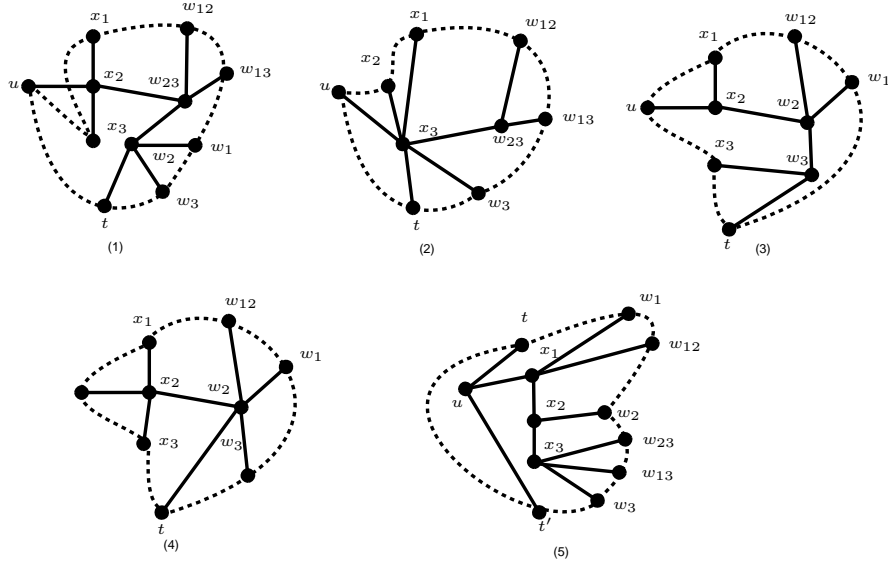 x₁
w₁₂
u
x₂
w₂₃
w₁₃
x₃
w₂
w₁
w₃
t
(1)
x₁
w₁₂
x₂
u
x₃
w₂₃
w₁₃
w₃
t
(2)
w₁₂
x₁
w₁
u
x₂
w₂
x₃
w₃
t
(3)
w₁₂
x₁
w₁
x₂
w₂
x₃
w₃
t
(4)
w₁
t
x₁
w₁₂
u
x₂
w₂
x₃
w₂₃
w₁₃
w₃
t′
(5)